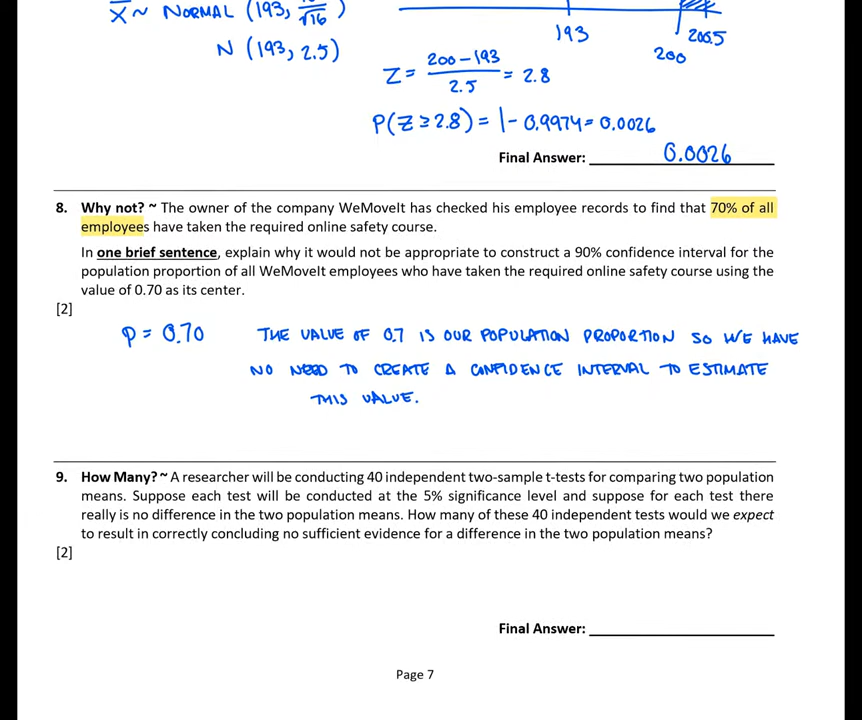 X ~ NORMAL (193, /√16)
N (193, 2.5)
193
200
206.5
Z = 200 - 193 / 2.5 = 2.8
P(Z ≥ 2.8) = 1 - 0.9974 = 0.0026
Final Answer: 0.0026
8. Why not? ~ The owner of the company WeMoveIt has checked his employee records to find that 70% of all
employees have taken the required online safety course.
In one brief sentence, explain why it would not be appropriate to construct a 90% confidence interval for the
population proportion of all WeMoveIt employees who have taken the required online safety course using the
value of 0.70 as its center.
[2]
p = 0.70 THE VALUE OF 0.7 IS OUR POPULATION PROPORTION SO WE HAVE
NO NEED TO CREATE A CONFIDENCE INTERVAL TO ESTIMATE
THIS VALUE.
9. How Many? ~ A researcher will be conducting 40 independent two-sample t-tests for comparing two population
means. Suppose each test will be conducted at the 5% significance level and suppose for each test there
really is no difference in the two population means. How many of these 40 independent tests would we expect
to result in correctly concluding no sufficient evidence for a difference in the two population means?
[2]
Final Answer:
Page 7